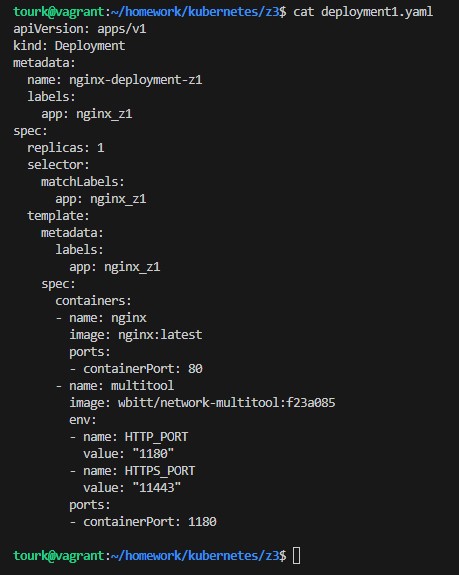 tourk@vagrant:~/homework/kubernetes/z3$ cat deployment1.yaml
apiVersion: apps/v1
kind: Deployment
metadata:
  name: nginx-deployment-z1
  labels:
    app: nginx_z1
spec:
  replicas: 1
  selector:
    matchLabels:
      app: nginx_z1
  template:
    metadata:
      labels:
        app: nginx_z1
    spec:
      containers:
      - name: nginx
        image: nginx:latest
        ports:
        - containerPort: 80
      - name: multitool
        image: wbitt/network-multitool:f23a085
        env:
        - name: HTTP_PORT
          value: "1180"
        - name: HTTPS_PORT
          value: "11443"
        ports:
        - containerPort: 1180
tourk@vagrant:~/homework/kubernetes/z3$